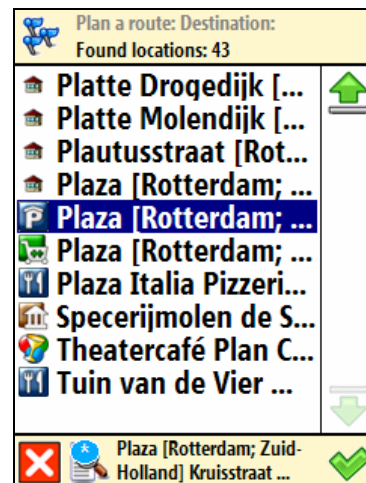 Plan a route: Destination:
Found locations: 43
Platte Drogedijk [...
Platte Molendijk [...
Plautusstraat [Rot...
Plaza [Rotterdam; ...
Plaza [Rotterdam; ...
Plaza [Rotterdam; ...
Plaza Italia Pizzeri...
Specerijmolen de S...
Theatercafé Plan C...
Tuin van de Vier ...
Plaza [Rotterdam; Zuid-
Holland] Kruisstraat ...